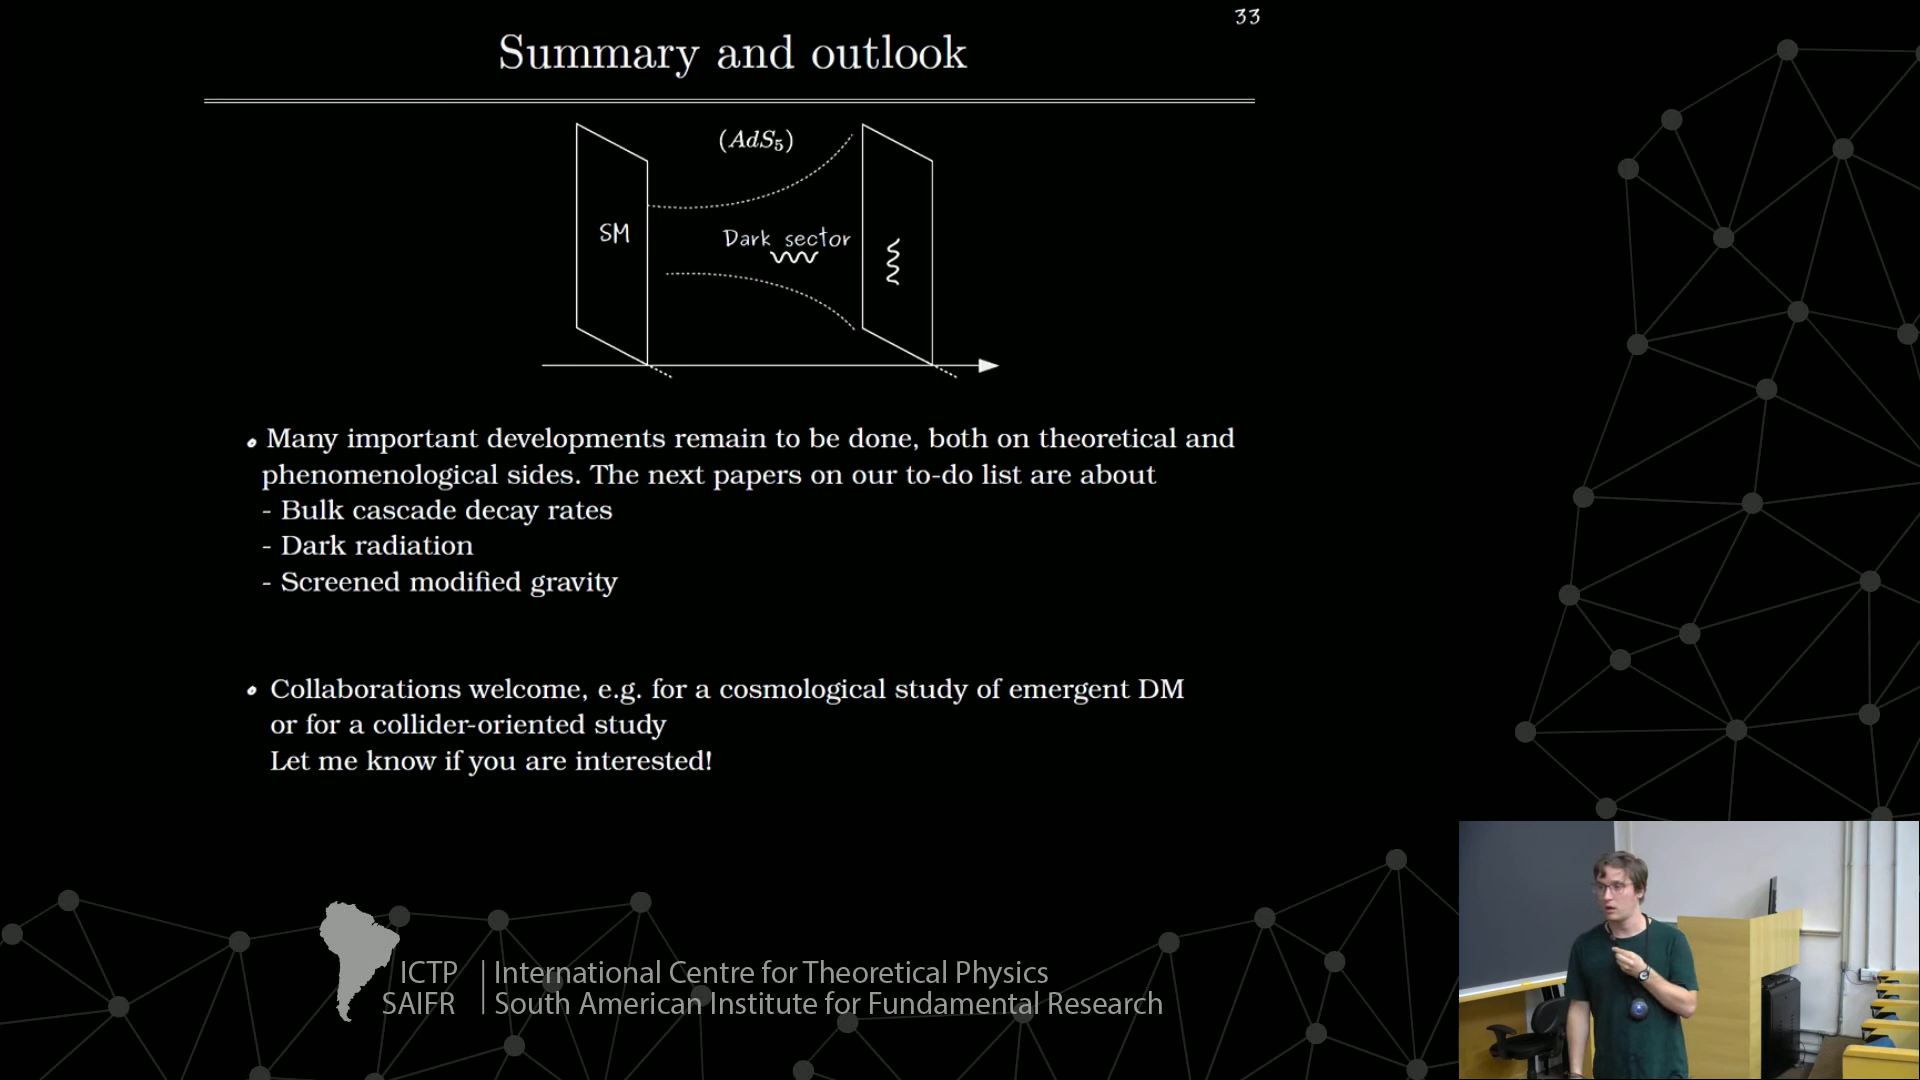 33
Summary and outlook
(AdS5)
SM
Dark sector
• Many important developments remain to be done, both on theoretical and
phenomenological sides. The next papers on our to-do list are about
- Bulk cascade decay rates
- Dark radiation
- Screened modified gravity
• Collaborations welcome, e.g. for a cosmological study of emergent DM
or for a collider-oriented study
Let me know if you are interested!
ICTP | International Centre for Theoretical Physics
SAIFR | South American Institute for Fundamental Research